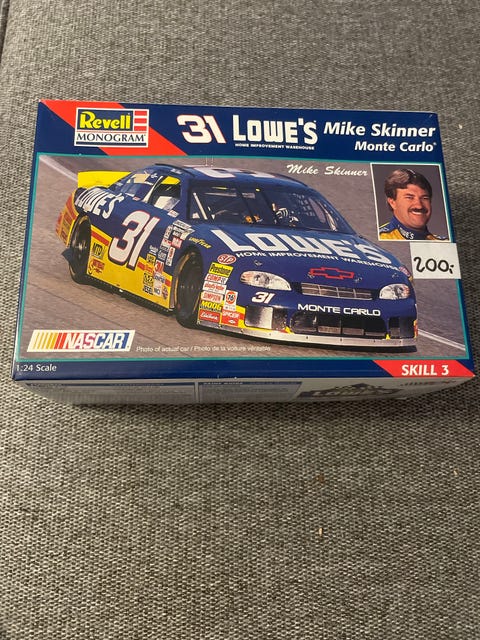 Revell
MONOGRAM
31 LOWE'S
HOME IMPROVEMENT WAREHOUSE
Mike Skinner
Monte Carlo
Mike Skinner
200.-
LOWE'S
31
LOWE'S
HOME IMPROVEMENT WAREHOUSE
STP
31
76
MONTE CARLO
NASCAR
Photo of actual car / Photo de la voiture véritable
1:24 Scale
SKILL 3